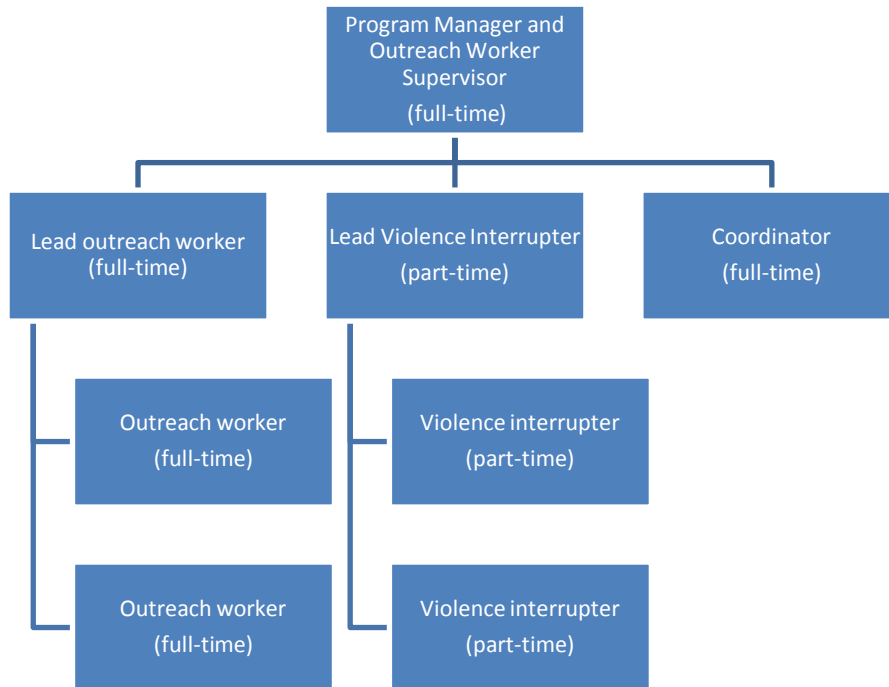 Program Manager and
Outreach Worker
Supervisor
(full-time)
Lead outreach worker
(full-time)
Lead Violence Interrupter
(part-time)
Coordinator
(full-time)
Outreach worker
(full-time)
Violence interrupter
(part-time)
Outreach worker
(full-time)
Violence interrupter
(part-time)